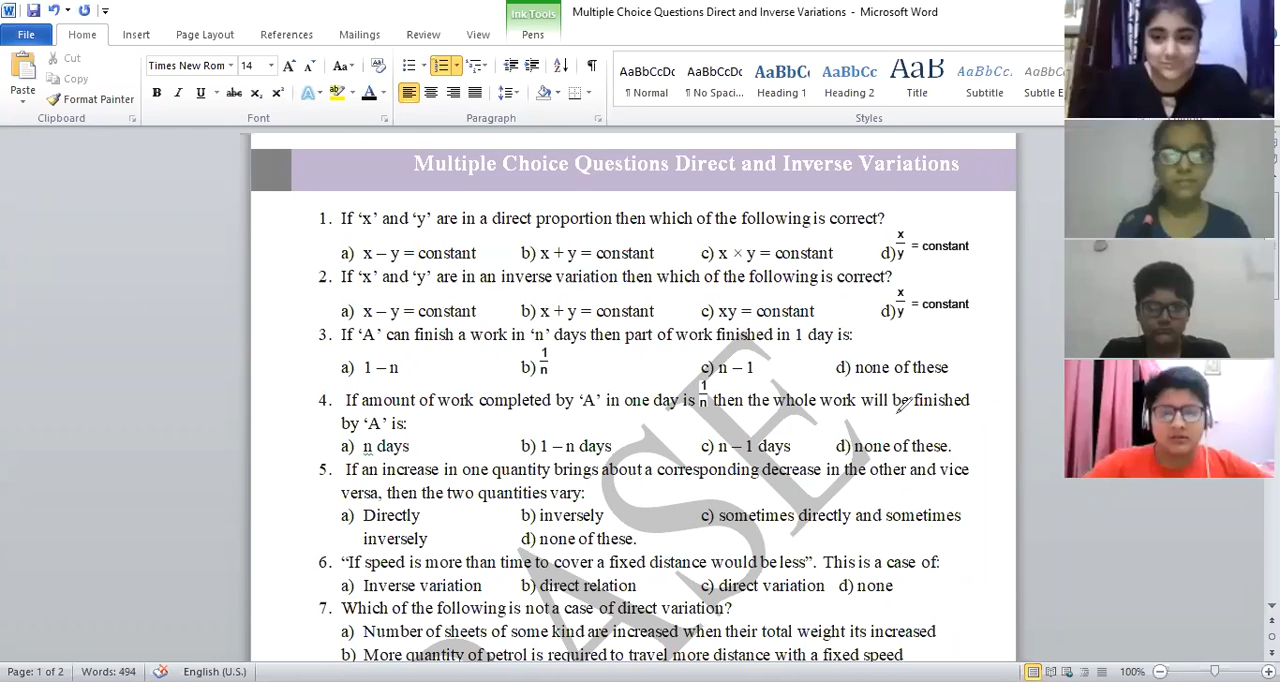 Ink Tools
Multiple Choice Questions Direct and Inverse Variations - Microsoft Word
File Home Insert Page Layout References Mailings Review View Pens
Paste
Cut
Copy
Format Painter
Times New Rom 14
AaBbCcDc AaBbCcDc AaBbC AaBbCc AaB AaBbCc. AaBbCc
¶ Normal ¶ No Spaci... Heading 1 Heading 2 Title Subtitle Subtle E
Clipboard Font Paragraph Styles
Multiple Choice Questions Direct and Inverse Variations
1. If ‘x’ and ‘y’ are in a direct proportion then which of the following is correct?
a) x – y = constant b) x + y = constant c) x × y = constant d) x/y = constant
2. If ‘x’ and ‘y’ are in an inverse variation then which of the following is correct?
a) x – y = constant b) x + y = constant c) xy = constant d) x/y = constant
3. If ‘A’ can finish a work in ‘n’ days then part of work finished in 1 day is:
a) 1 – n b) 1/n c) n – 1 d) none of these
4. If amount of work completed by ‘A’ in one day is 1/n then the whole work will be finished
by ‘A’ is:
a) n days b) 1 – n days c) n – 1 days d) none of these.
5. If an increase in one quantity brings about a corresponding decrease in the other and vice
versa, then the two quantities vary:
a) Directly b) inversely c) sometimes directly and sometimes
inversely d) none of these.
6. “If speed is more than time to cover a fixed distance would be less”. This is a case of:
a) Inverse variation b) direct relation c) direct variation d) none
7. Which of the following is not a case of direct variation?
a) Number of sheets of some kind are increased when their total weight its increased
b) More quantity of petrol is required to travel more distance with a fixed speed
Page: 1 of 2 Words: 494 English (U.S.) 100%